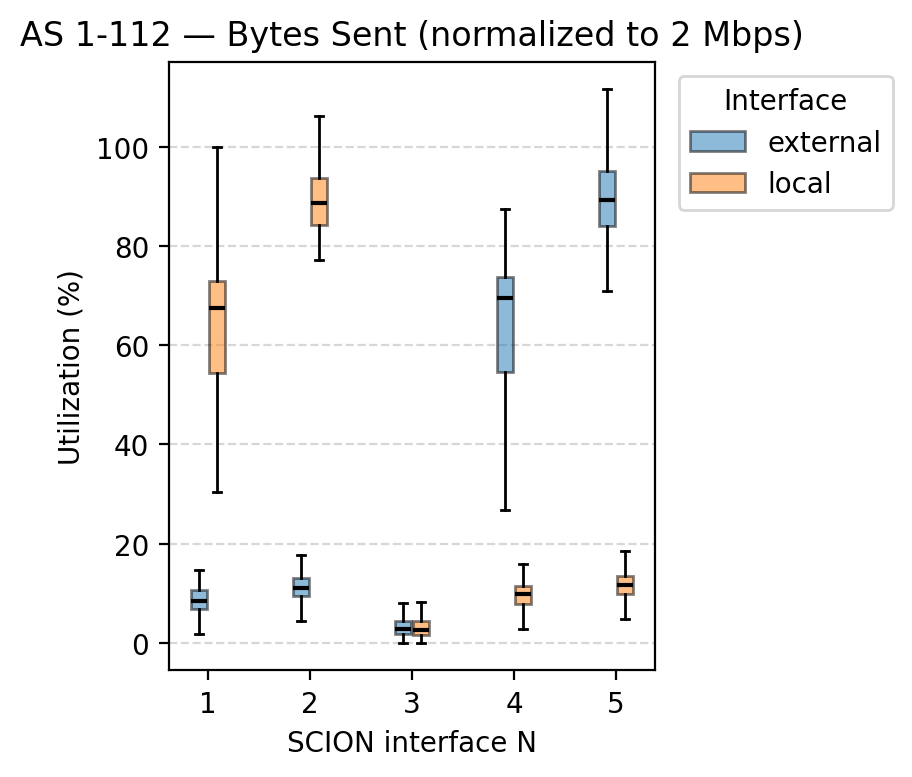 AS 1-112 — Bytes Sent (normalized to 2 Mbps)
Interface
external
local
Utilization (%)
100
80
60
40
20
0
1 2 3 4 5
SCION interface N